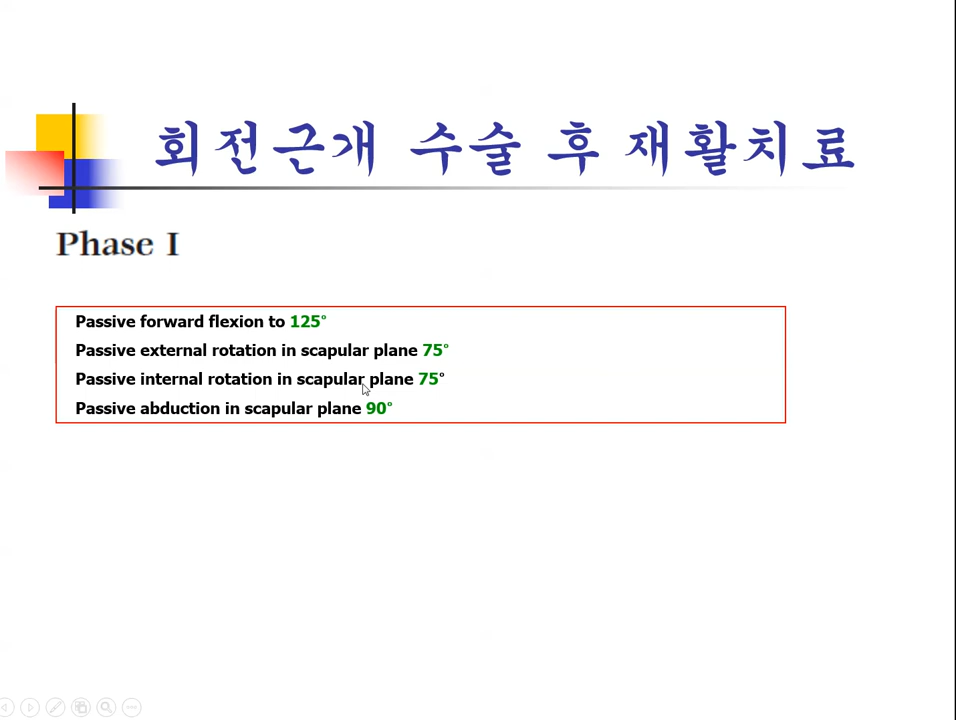 회전근개 수술 후 재활치료
Phase I
Passive forward flexion to 125°
Passive external rotation in scapular plane 75°
Passive internal rotation in scapular plane 75°
Passive abduction in scapular plane 90°